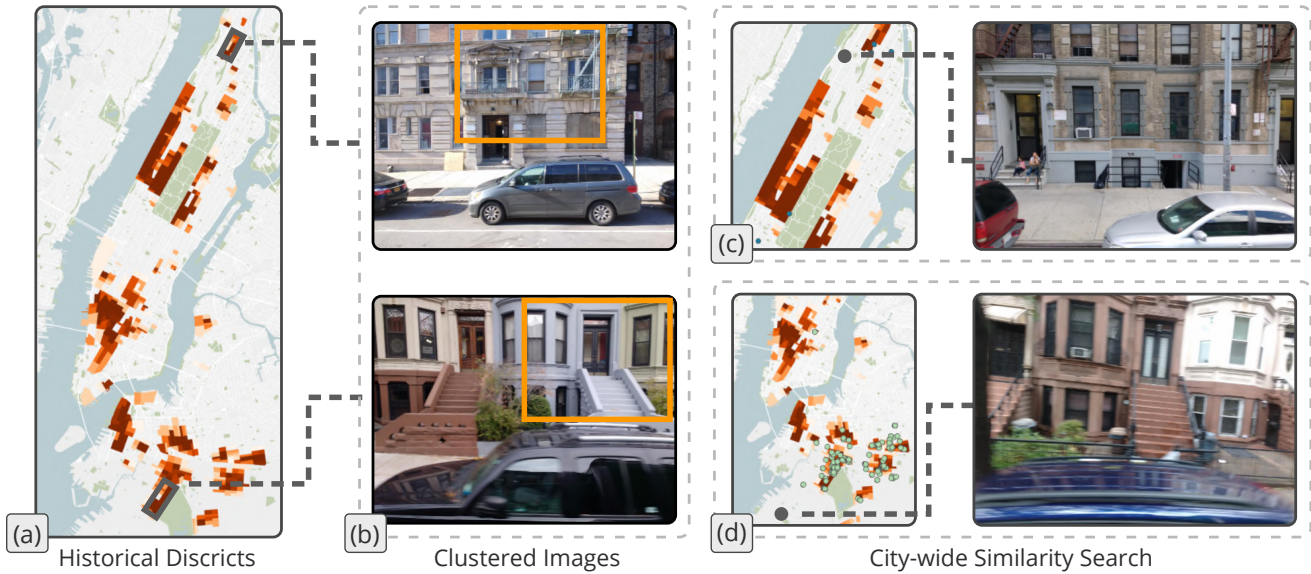 (a)
(b)
(c)
(d)
Historical Discricts
Clustered Images
City-wide Similarity Search